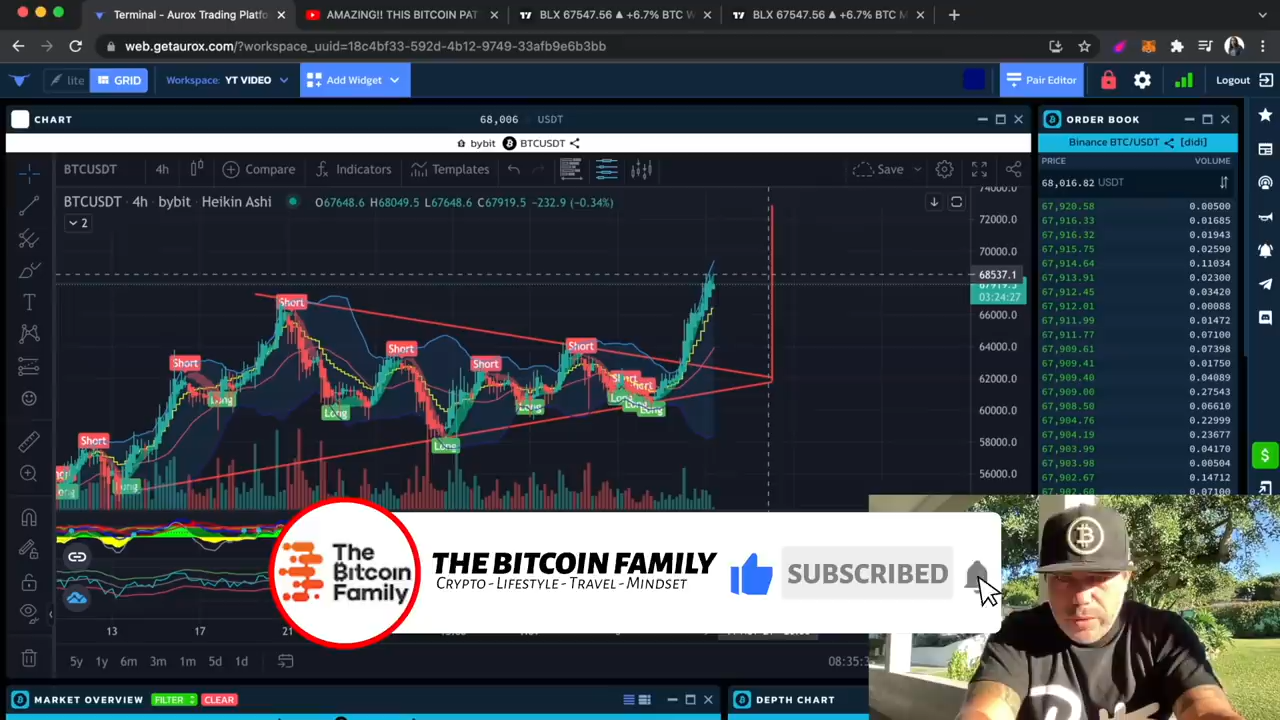 Terminal - Aurox Trading Platfo
AMAZING!! THIS BITCOIN PAT
BLX 67547.56 ▲ +6.7% BTC W
BLX 67547.56 ▲ +6.7% BTC M
web.getaurox.com/?workspace_uuid=18c4bf33-592d-4b12-9749-33afb9e6b3bb
lite
GRID
Workspace: YT VIDEO
Add Widget
Pair Editor
Logout
CHART
68,006 USDT
bybit BTCUSDT
ORDER BOOK
Binance BTC/USDT [didi]
PRICE VOLUME
68,016.82 USDT
BTCUSDT 4h Compare Indicators Templates Save
BTCUSDT · 4h · bybit · Heikin Ashi
O67648.6 H68049.5 L67648.6 C67919.5 -232.9 (-0.34%)
2
74000.0
72000.0
70000.0
68537.1
67919.5
03:24:27
66000.0
64000.0
62000.0
60000.0
58000.0
56000.0
Short
Short
Short
Short
Short
Short
Long
Long
Long
Long
Long
Long
67,920.58 0.00500
67,916.33 0.01685
67,916.32 0.01943
67,915.75 0.02590
67,914.64 0.11034
67,913.91 0.02300
67,912.45 0.03420
67,912.01 0.00088
67,911.99 0.01472
67,911.77 0.07100
67,909.61 0.07398
67,909.41 0.01750
67,909.40 0.04089
67,909.00 0.27543
67,908.50 0.06610
67,904.76 0.22999
67,904.19 0.23677
67,903.99 0.04170
67,903.98 0.00504
67,902.67 0.14712
67,902.60 0.07100
The
Bitcoin
Family
THE BITCOIN FAMILY
CRYPTO - LIFESTYLE - TRAVEL - MINDSET
SUBSCRIBED
13 17 21
5y 1y 6m 3m 1m 5d 1d
08:35:3
MARKET OVERVIEW FILTER CLEAR
DEPTH CHART